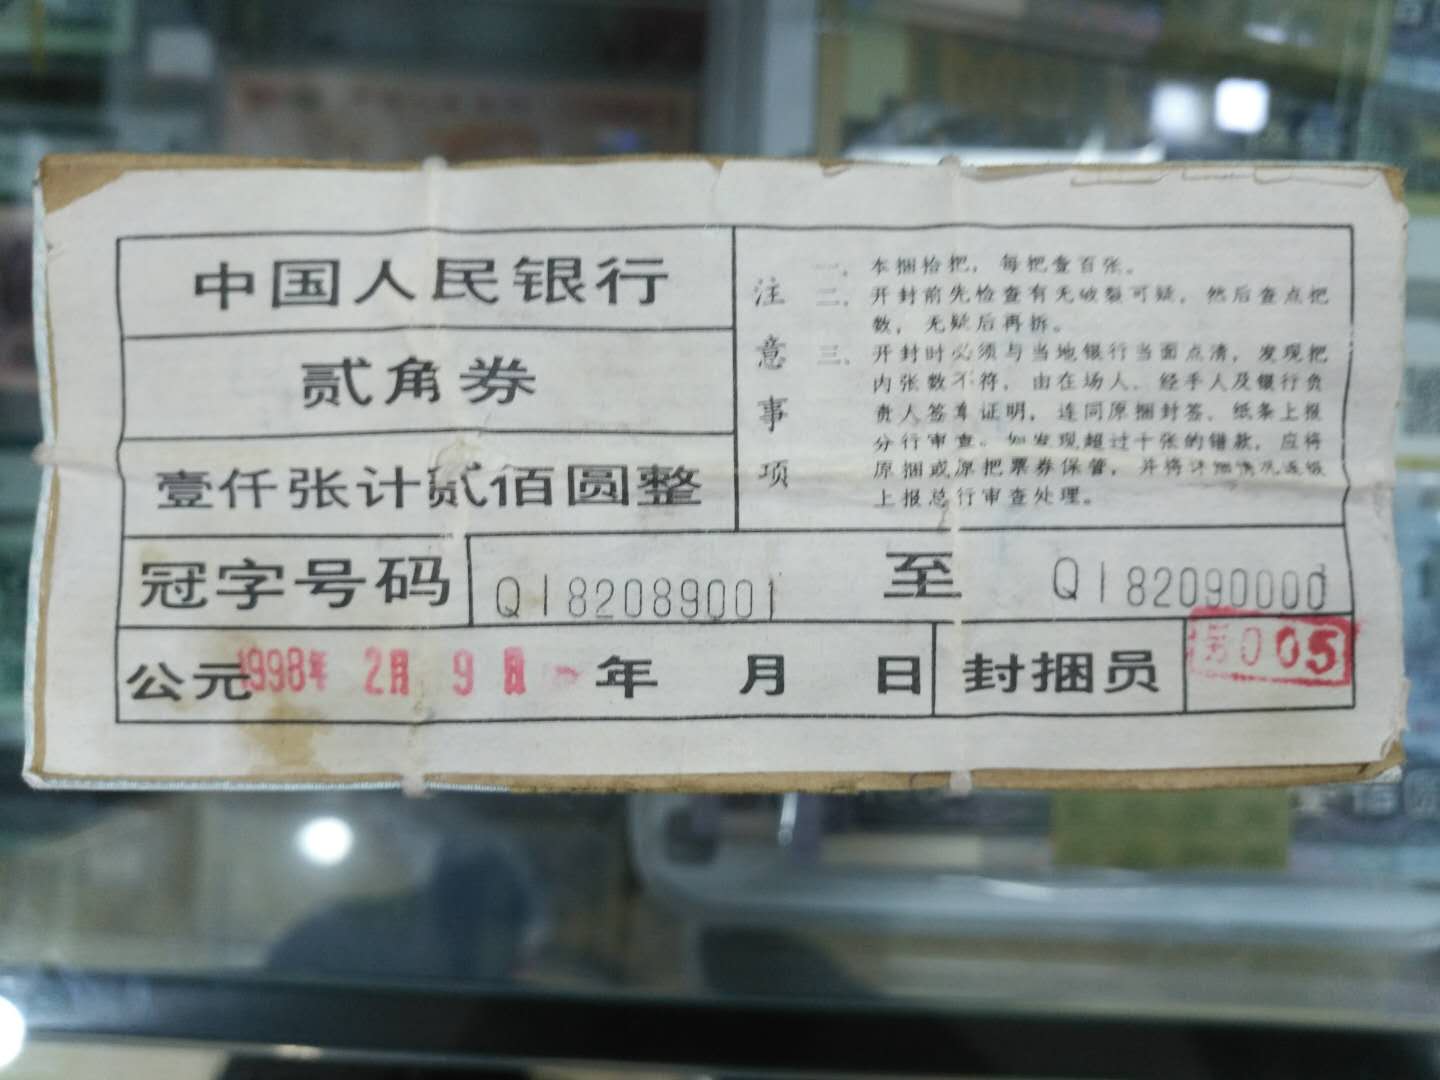 中国人民银行
贰角券
壹仟张计贰佰圆整
注意事项
一、本捆拾把，每把壹百张。
二、开封前先检查有无破裂可疑，然后查点把
数，无疑后再拆。
三、开封时必须与当地银行当面点清，发现把
内张数不符，由在场人、经手人及银行负
责人签章证明，连同原捆封签、纸条上报
分行审查。如发现超过十张的错款，应将
原捆或原把票券保管，并将详细情况逐级
上报总行审查处理。
冠字号码 QI82089001 至 QI82090000
公元1998年 2月 9日 年 月 日 封捆员 005